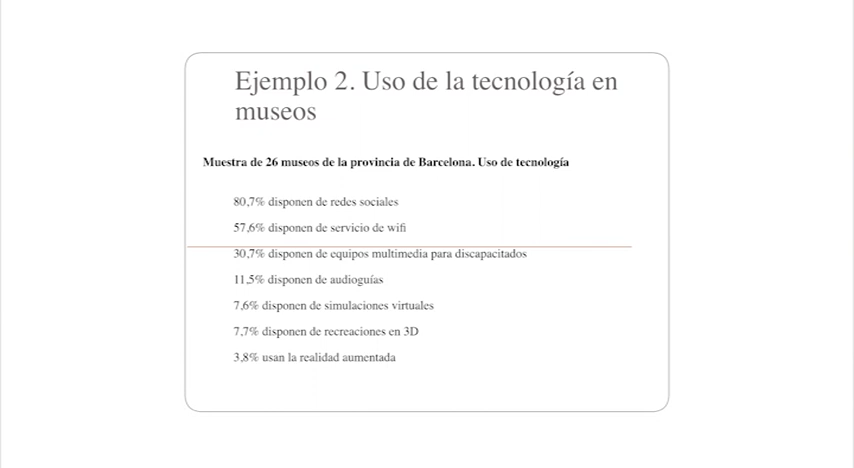 Ejemplo 2. Uso de la tecnología en
museos
Muestra de 26 museos de la provincia de Barcelona. Uso de tecnología
80,7% disponen de redes sociales
57,6% disponen de servicio de wifi
30,7% disponen de equipos multimedia para discapacitados
11,5% disponen de audioguías
7,6% disponen de simulaciones virtuales
7,7% disponen de recreaciones en 3D
3,8% usan la realidad aumentada